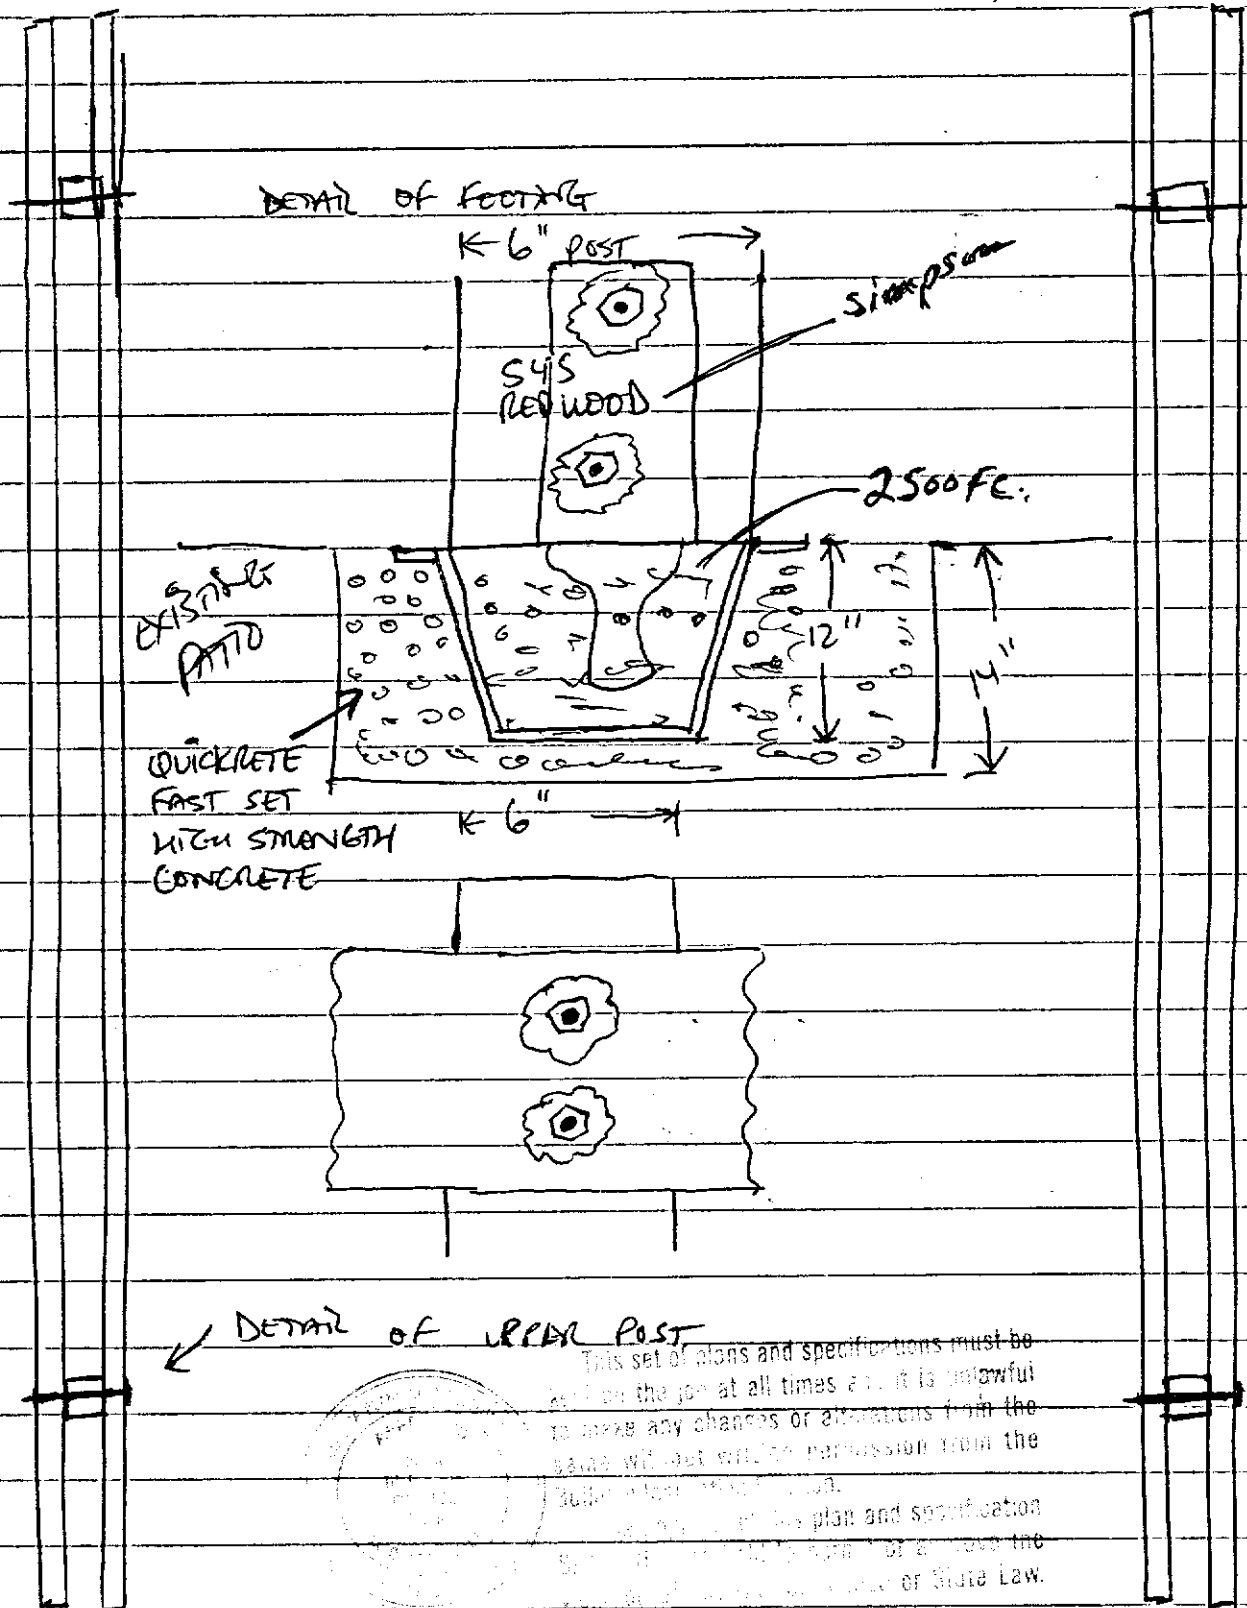 DETAIL OF FOOTING
6" POST
simpson
S4S
REDWOOD
2500 FC.
EXISTING
PATIO
12"
14"
QUICKRETE
FAST SET
HIGH STRENGTH
CONCRETE
6"
DETAIL OF UPPER POST
This set of plans and specifications must be
on the job at all times it is unlawful
to make any changes or alterations from the
same without permission from the
plan and specification
or State Law.